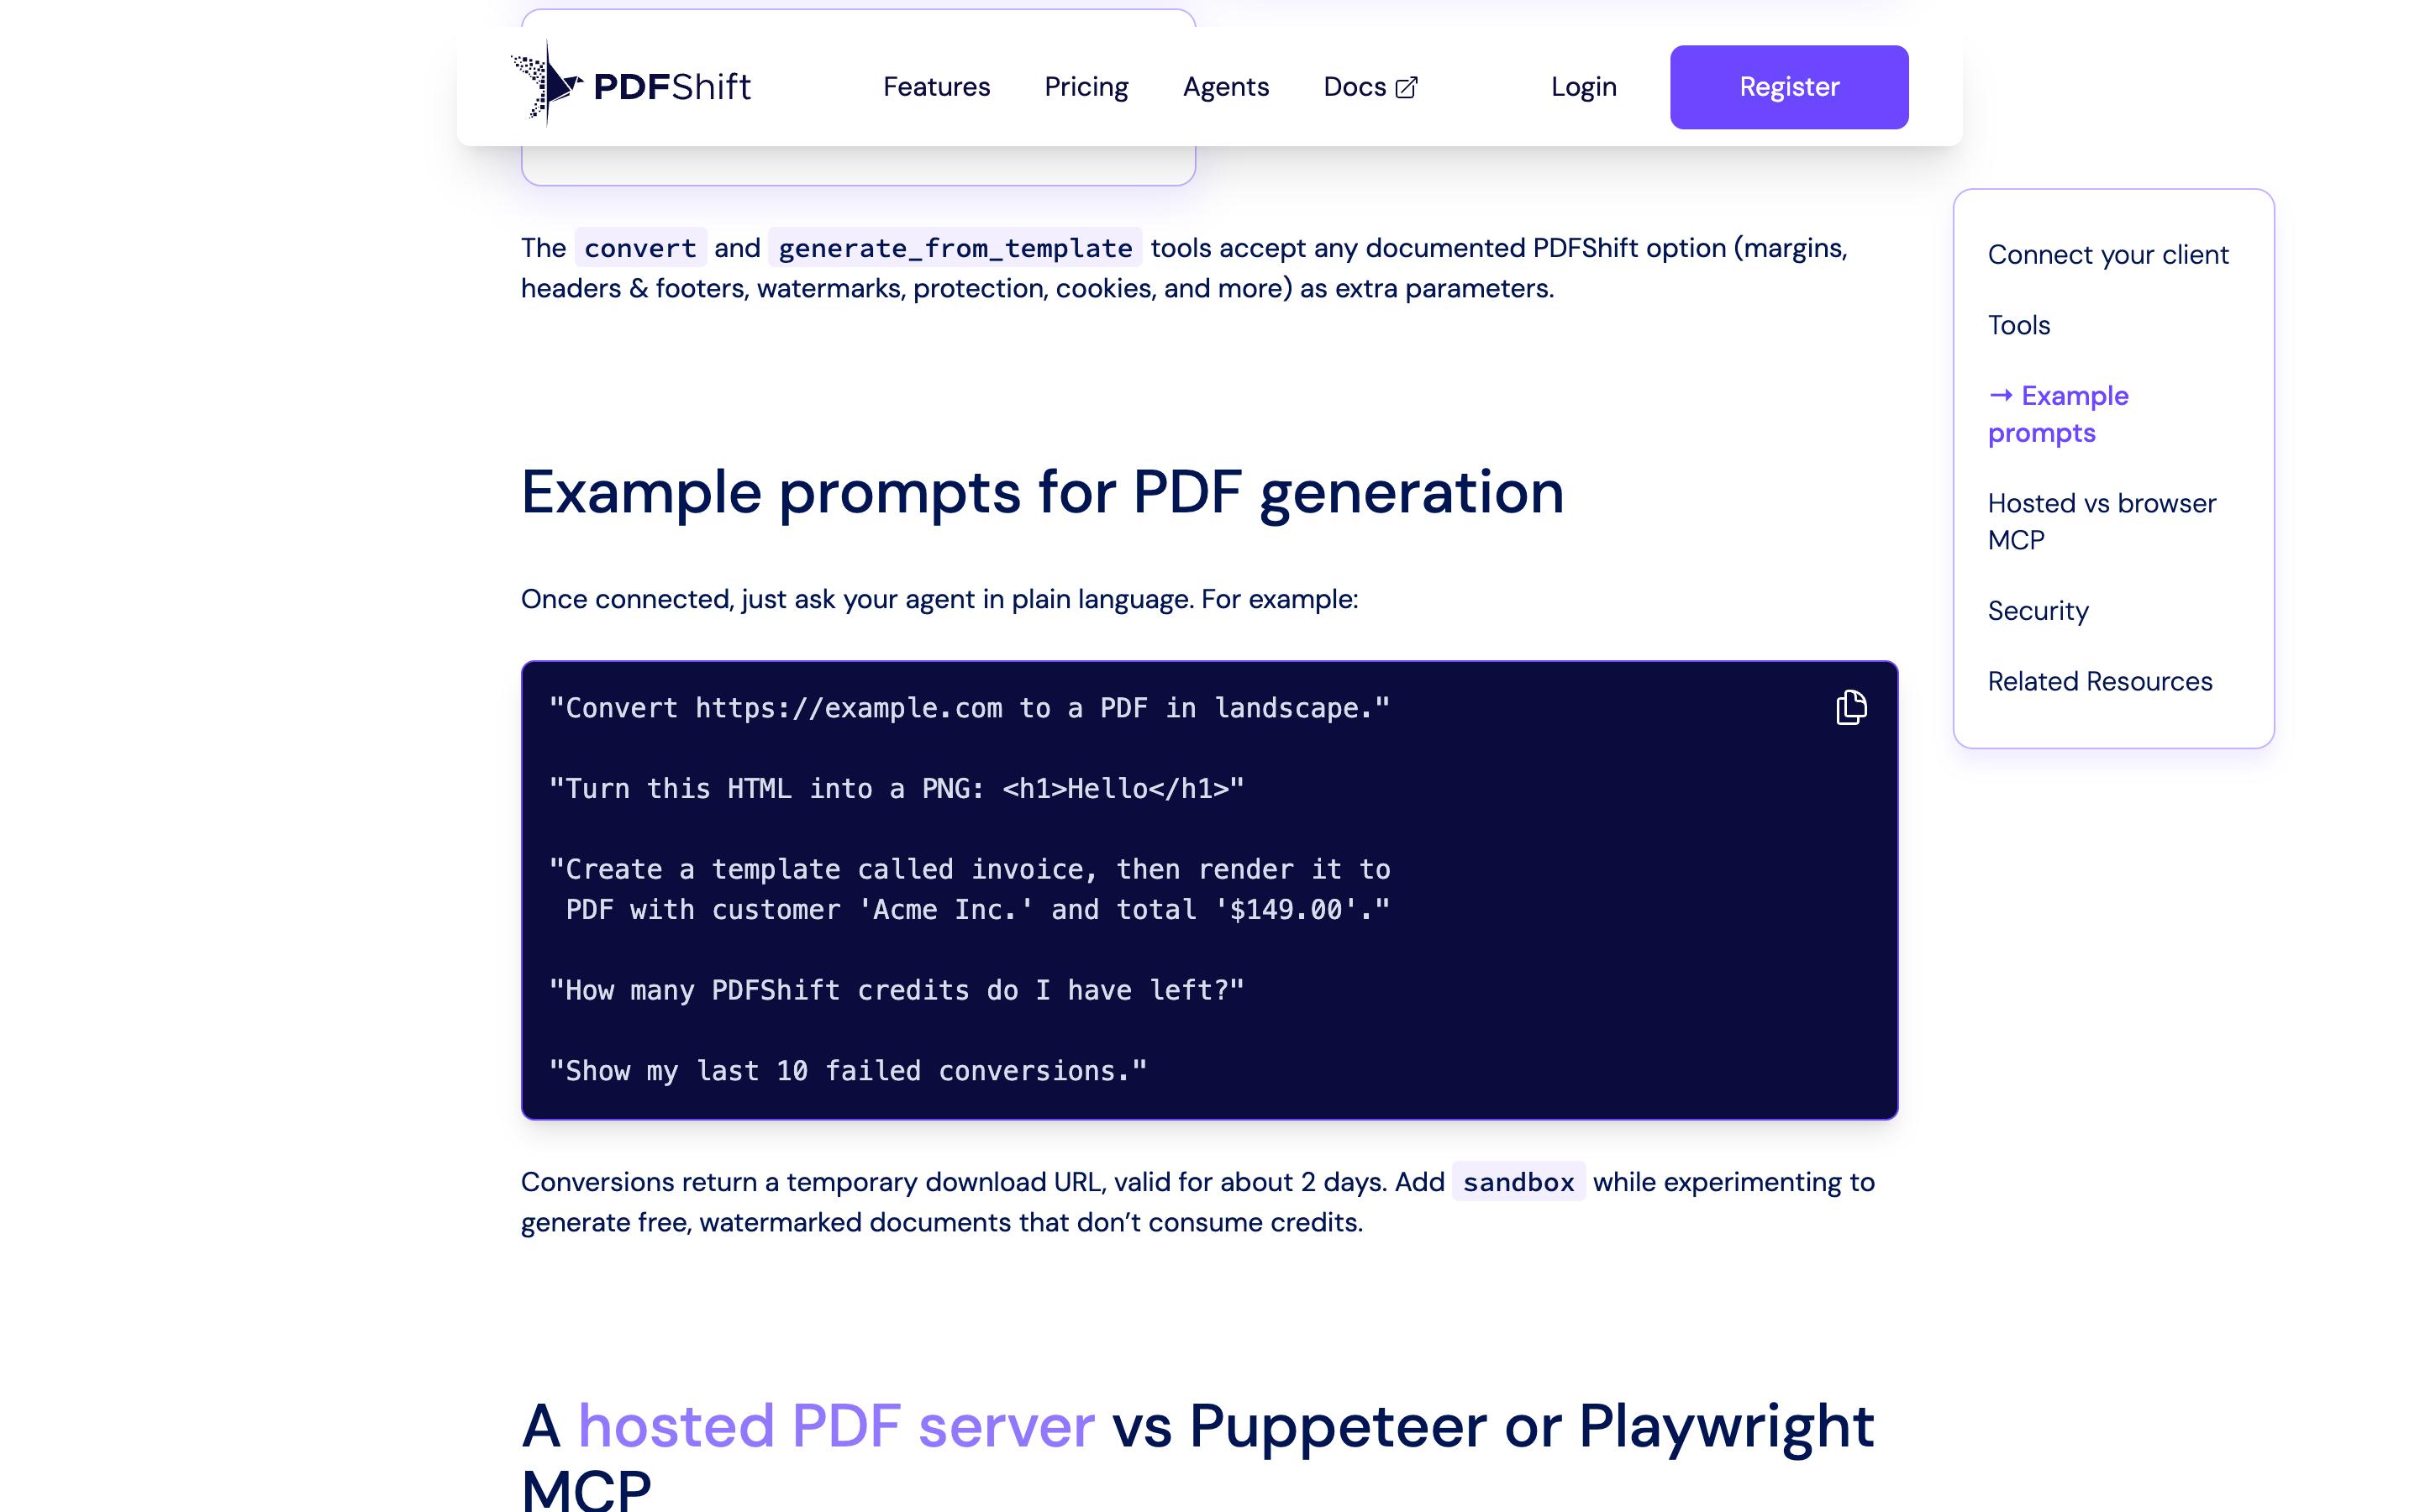 PDFShift
Features
Pricing
Agents
Docs
Login
Register
The convert and generate_from_template tools accept any documented PDFShift option (margins,
headers & footers, watermarks, protection, cookies, and more) as extra parameters.
Example prompts for PDF generation
Once connected, just ask your agent in plain language. For example:
"Convert https://example.com to a PDF in landscape."
"Turn this HTML into a PNG: <h1>Hello</h1>"
"Create a template called invoice, then render it to
PDF with customer 'Acme Inc.' and total '$149.00'."
"How many PDFShift credits do I have left?"
"Show my last 10 failed conversions."
Conversions return a temporary download URL, valid for about 2 days. Add sandbox while experimenting to
generate free, watermarked documents that don’t consume credits.
A hosted PDF server vs Puppeteer or Playwright
MCP
Connect your client
Tools
→ Example
prompts
Hosted vs browser
MCP
Security
Related Resources